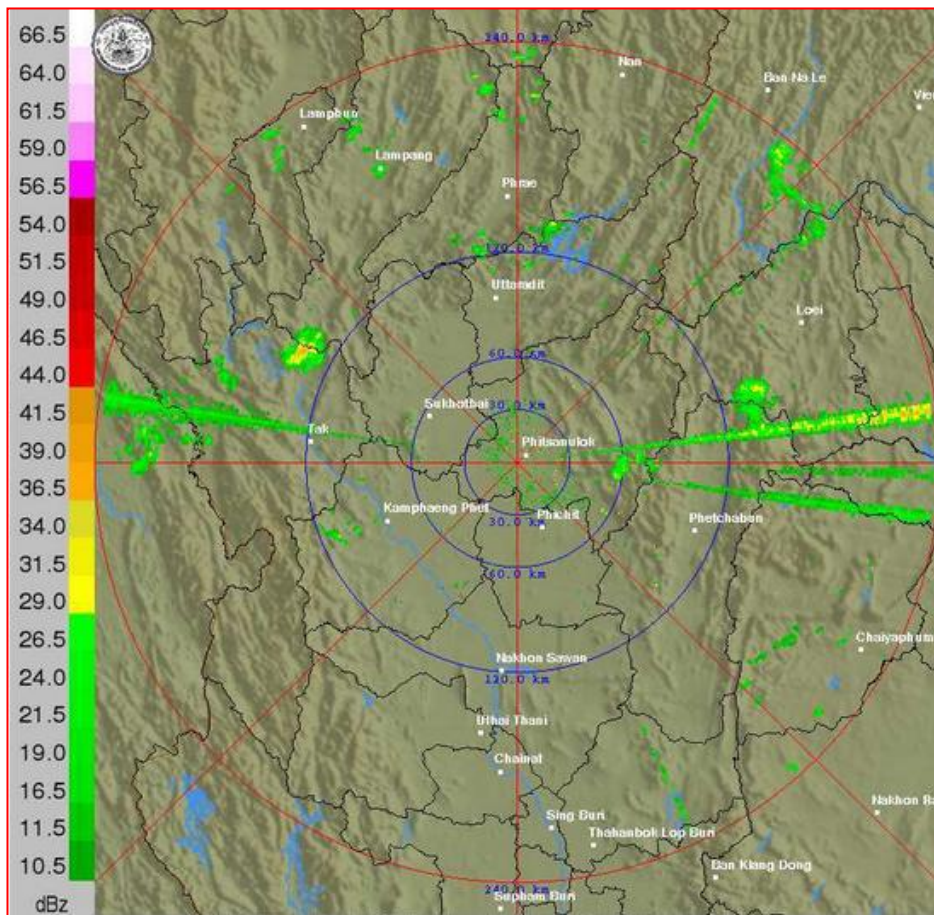 66.5
64.0
61.5
59.0
56.5
54.0
51.5
49.0
46.5
44.0
41.5
39.0
36.5
34.0
31.5
29.0
26.5
24.0
21.5
19.0
16.5
11.5
10.5
dBz
240.0 km
Nan
Ban Na Le
Vien
Lamphun
Lampang
Phrae
120.0 km
Uttaradit
Loei
60.0 km
30.0 km
Sukhothai
Tak
Phitsanulok
Kamphaeng Phet
30.0 km
Phichit
Phetchabun
60.0 km
Chaiyaphum
Nakhon Sawan
120.0 km
Uthai Thani
Chainat
Sing Buri
Nakhon Ra
Thahanbok Lop Buri
Ban Klang Dong
240.0 km
Suphan Buri